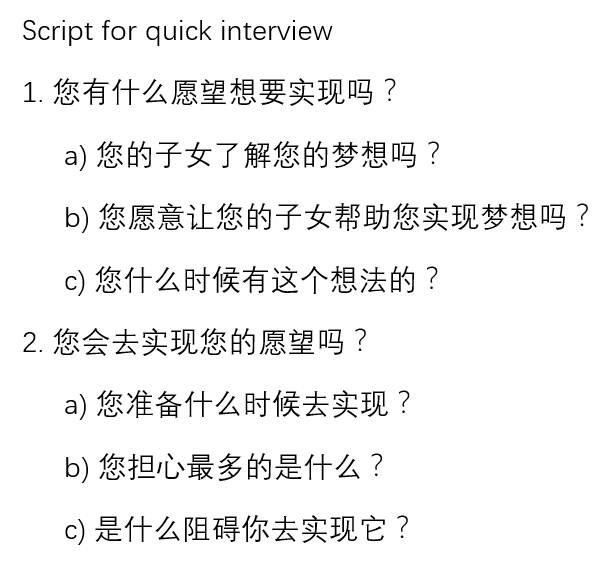 Script for quick interview
1. 您有什么愿望想要实现吗？
a) 您的子女了解您的梦想吗？
b) 您愿意让您的子女帮助您实现梦想吗？
c) 您什么时候有这个想法的？
2. 您会去实现您的愿望吗？
a) 您准备什么时候去实现？
b) 您担心最多的是什么？
c) 是什么阻碍你去实现它？